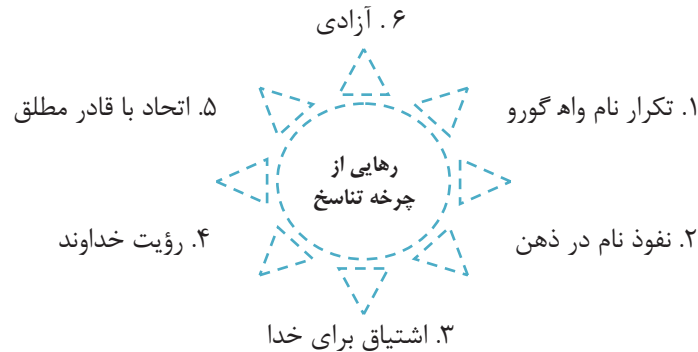 ۶ . آزادی
۱. تکرار نام واه گورو
۵. اتحاد با قادر مطلق
رهایی از
چرخه تناسخ
۲. نفوذ نام در ذهن
۴. رؤیت خداوند
۳. اشتیاق برای خدا